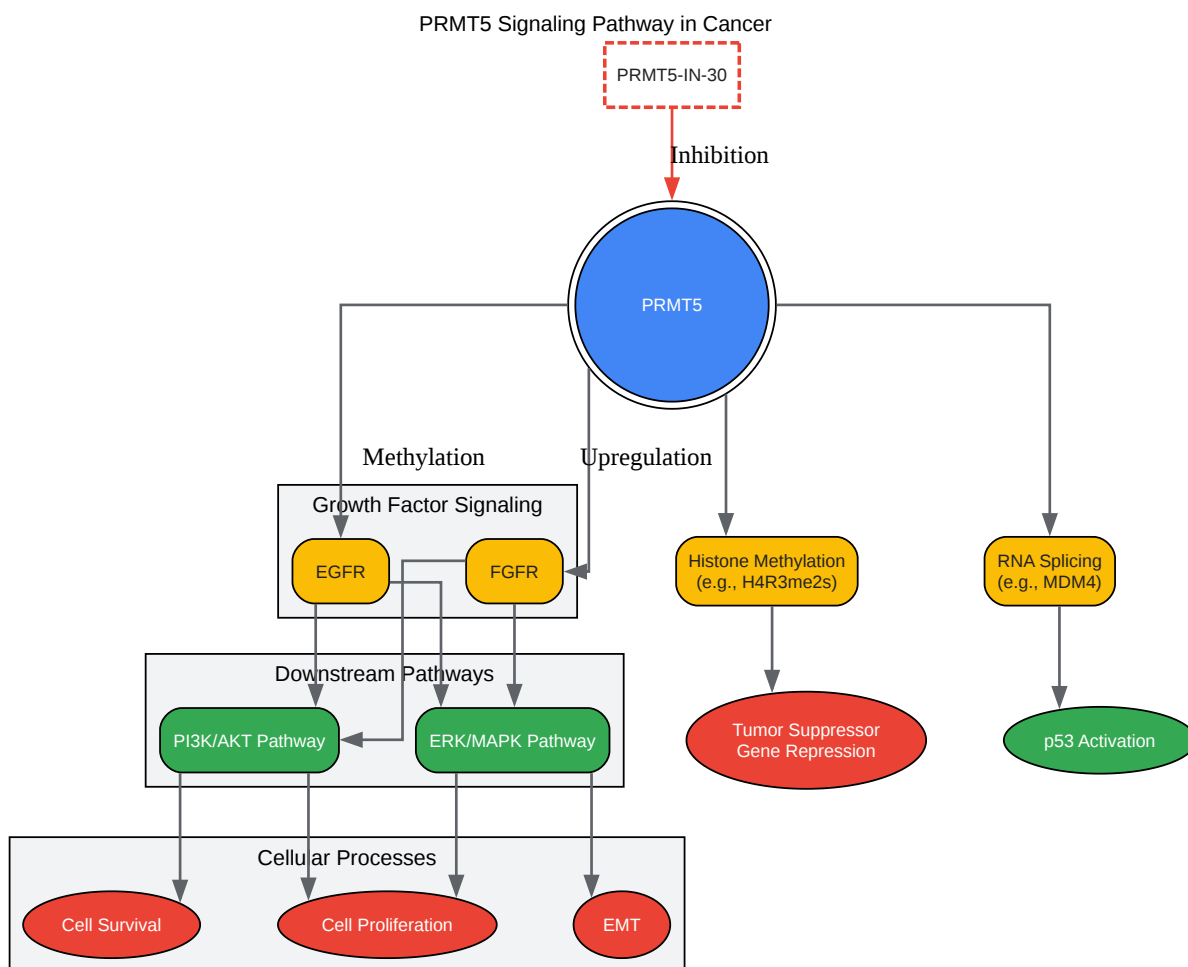 PRMT5 Signaling Pathway in Cancer
PRMT5-IN-30
Inhibition
PRMT5
Methylation
Upregulation
Growth Factor Signaling
EGFR
FGFR
Histone Methylation
(e.g., H4R3me2s)
RNA Splicing
(e.g., MDM4)
Downstream Pathways
PI3K/AKT Pathway
ERK/MAPK Pathway
Tumor Suppressor
Gene Repression
p53 Activation
Cellular Processes
Cell Survival
Cell Proliferation
EMT